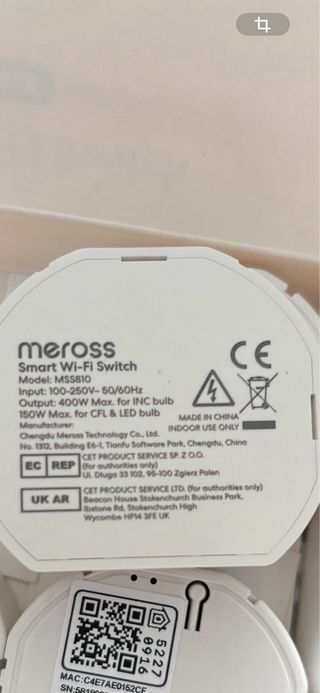 meross
Smart Wi-Fi Switch
Model: MSS810
Input: 100-250V~ 50/60Hz
Output: 400W Max. for INC bulb
150W Max. for CFL & LED bulb
CE
MADE IN CHINA
INDOOR USE ONLY
Manufacturer:
Chengdu Meross Technology Co., Ltd.
No. 1312, Building E6-1, Tianfu Software Park, Chengdu, China
EC REP
CET PRODUCT SERVICE SP. Z O.O.
(for authorities only)
Ul. Dluga 33 102, 95-100 Zgierz Polen
UK AR
CET PRODUCT SERVICE LTD. (for authorities only)
Beacon House Stokenchurch Business Park,
Ibstone Rd, Stokenchurch High
Wycombe HP14 3FE UK
5227
0916
MAC:C4E7AE0152CF